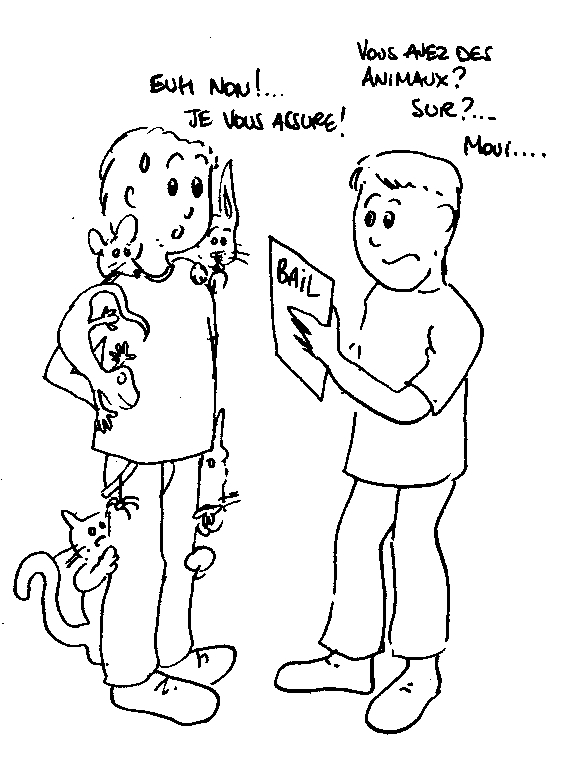 VOUS AVEZ DES
ANIMAUX?
SUR?...
MOUI....
EUH NON!...
JE VOUS ASSURE!
BAIL